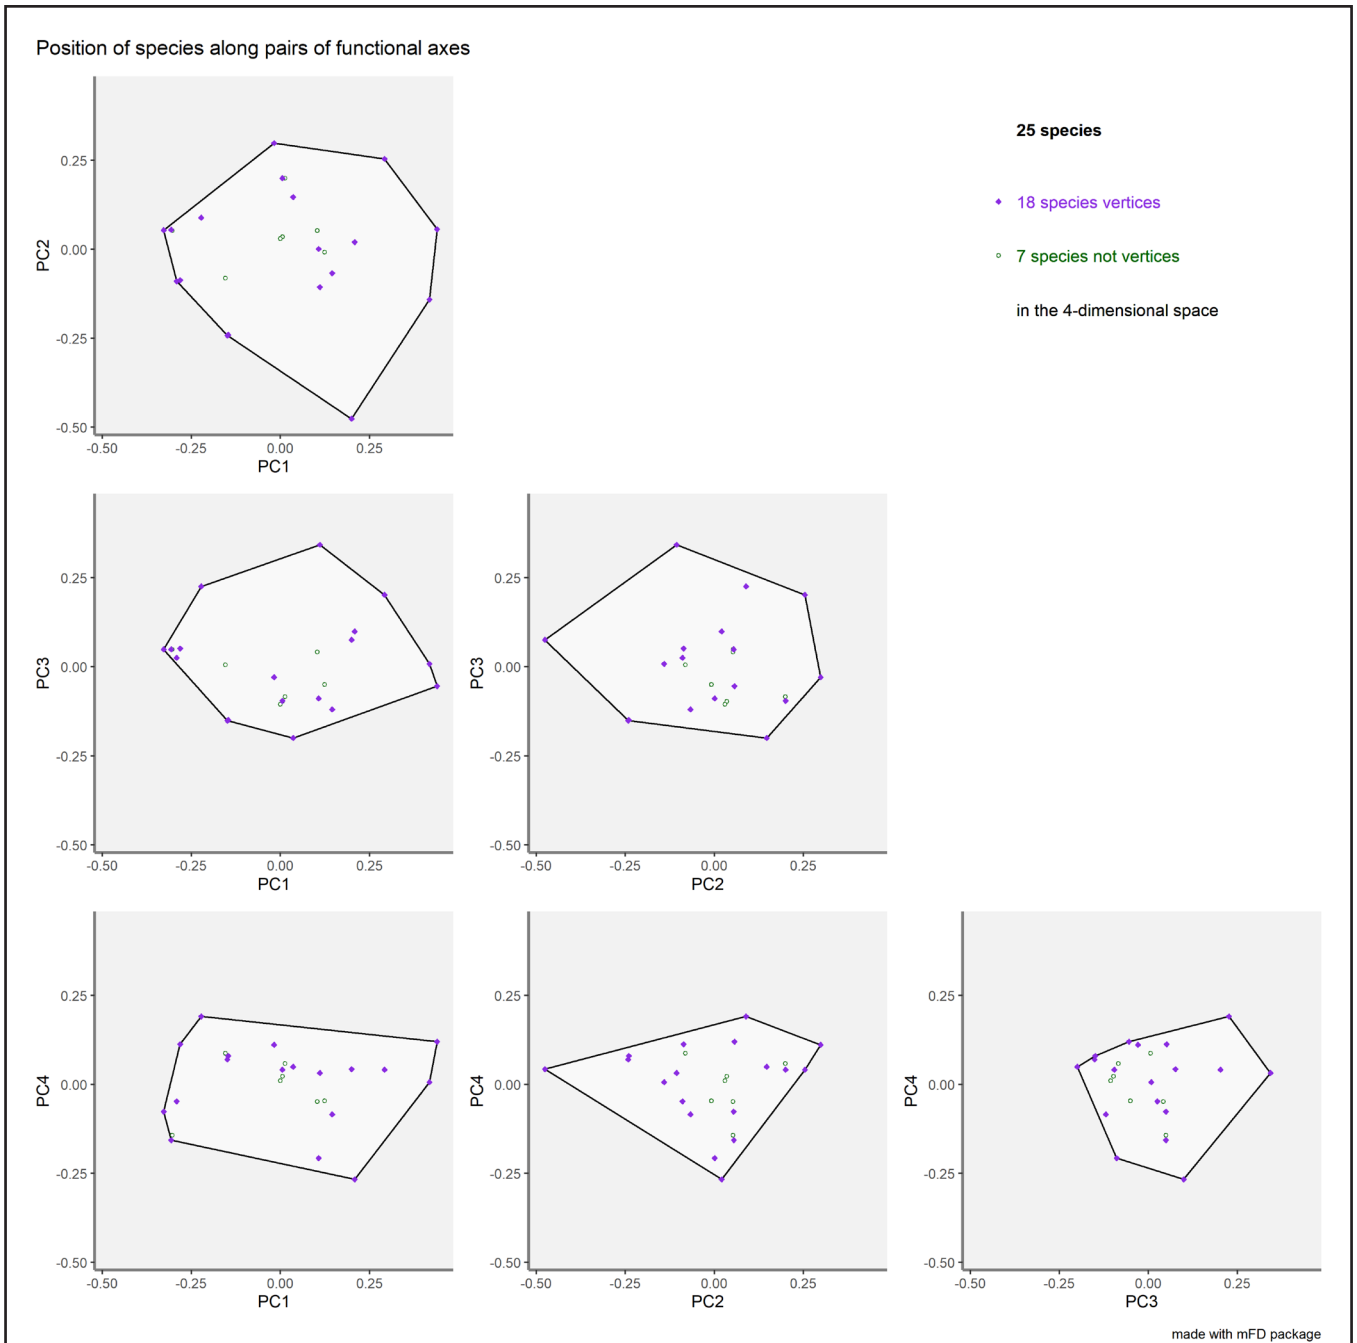 Position of species along pairs of functional axes
25 species
18 species vertices
7 species not vertices
in the 4-dimensional space
PC2
0.25
0.00
-0.25
-0.50
-0.50 -0.25 0.00 0.25
PC1
PC3
0.25
0.00
-0.25
-0.50
-0.50 -0.25 0.00 0.25
PC1
PC3
0.25
0.00
-0.25
-0.50
-0.50 -0.25 0.00 0.25
PC2
PC4
0.25
0.00
-0.25
-0.50
-0.50 -0.25 0.00 0.25
PC1
PC4
0.25
0.00
-0.25
-0.50
-0.50 -0.25 0.00 0.25
PC2
PC4
0.25
0.00
-0.25
-0.50
-0.50 -0.25 0.00 0.25
PC3
made with mFD package